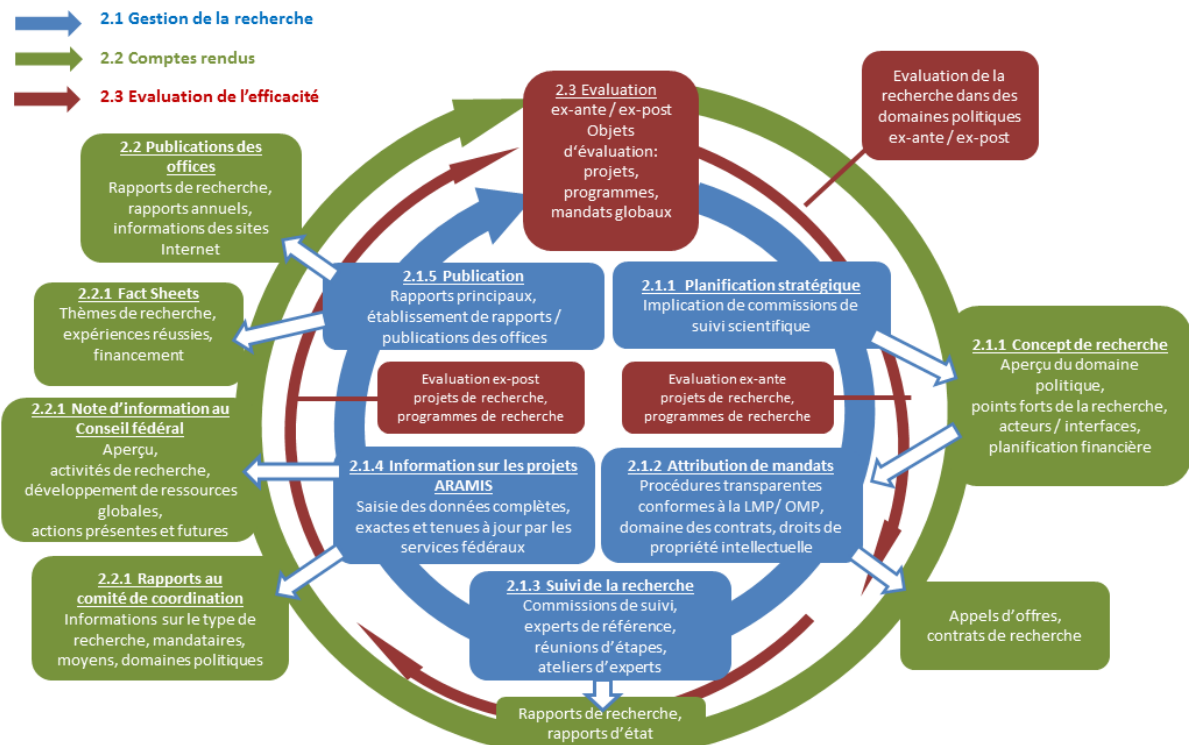 2.1 Gestion de la recherche
2.2 Comptes rendus
2.3 Evaluation de l'efficacité
2.3 Evaluation
ex-ante / ex-post
Objets
d'évaluation:
projets,
programmes,
mandats globaux
Evaluation de la
recherche dans des
domaines politiques
ex-ante / ex-post
2.2 Publications des
offices
Rapports de recherche,
rapports annuels,
informations des sites
Internet
2.1.5 Publication
Rapports principaux,
établissement de rapports /
publications des offices
2.1.1 Planification stratégique
Implication de commissions de
suivi scientifique
2.2.1 Fact Sheets
Thèmes de recherche,
expériences réussies,
financement
2.1.1 Concept de recherche
Aperçu du domaine
politique,
points forts de la recherche,
acteurs / interfaces,
planification financière
Evaluation ex-post
projets de recherche,
programmes de recherche
Evaluation ex-ante
projets de recherche,
programmes de recherche
2.2.1 Note d'information au
Conseil fédéral
Aperçu,
activités de recherche,
développement de ressources
globales,
actions présentes et futures
2.1.4 Information sur les projets
ARAMIS
Saisie des données complètes,
exactes et tenues à jour par les
services fédéraux
2.1.2 Attribution de mandats
Procédures transparentes
conformes à la LMP/ OMP,
domaine des contrats, droits de
propriété intellectuelle
2.2.1 Rapports au
comité de coordination
Informations sur le type de
recherche, mandataires,
moyens, domaines politiques
2.1.3 Suivi de la recherche
Commissions de suivi,
experts de référence,
réunions d'étapes,
ateliers d'experts
Appels d'offres,
contrats de recherche
Rapports de recherche,
rapports d'état